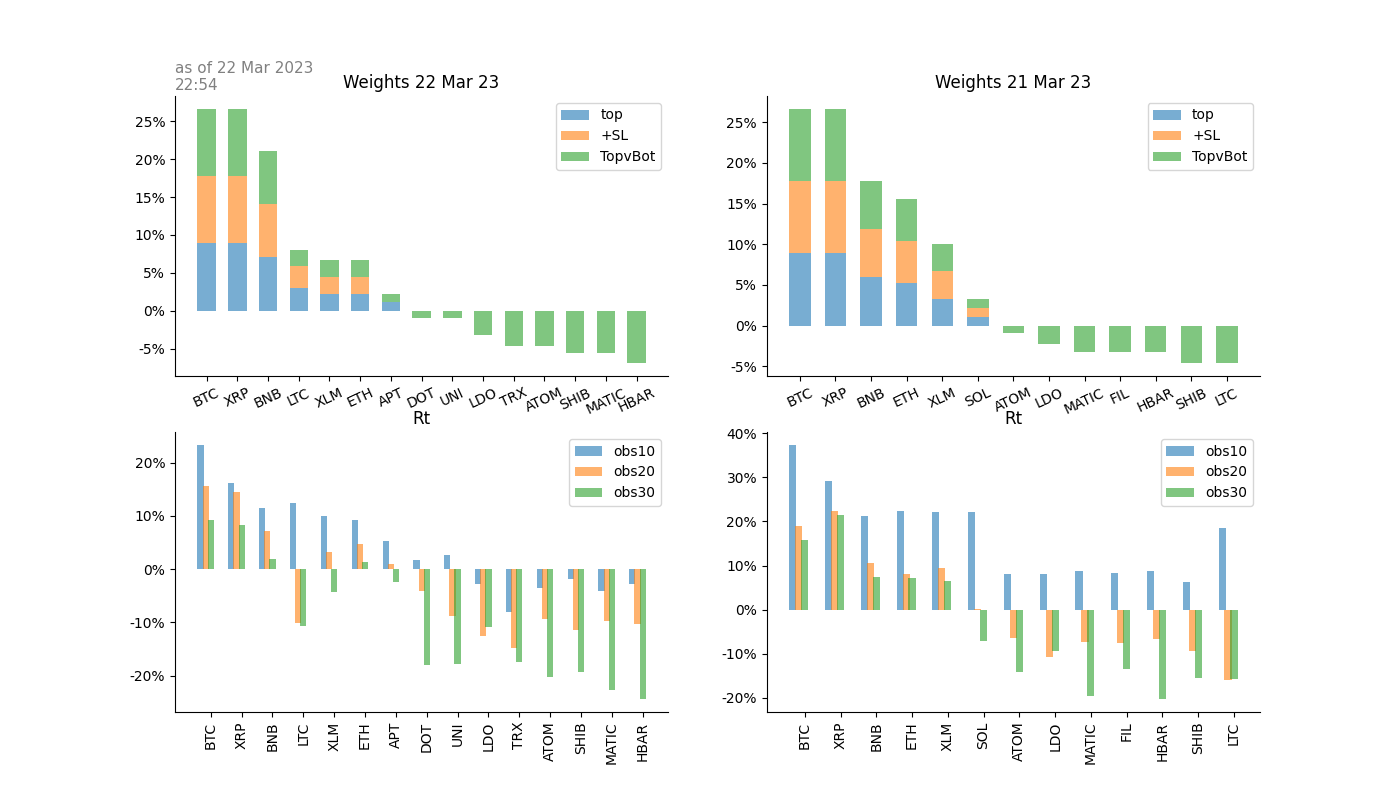 as of 22 Mar 2023
22:54
Weights 22 Mar 23
25%
20%
15%
10%
5%
0%
-5%
top
+SL
TopvBot
BTC XRP BNB LTC XLM ETH APT DOT UNI LDO TRX ATOM SHIB MATIC HBAR
Weights 21 Mar 23
25%
20%
15%
10%
5%
0%
-5%
top
+SL
TopvBot
BTC XRP BNB ETH XLM SOL ATOM LDO MATIC FIL HBAR SHIB LTC
Rt
20%
10%
0%
-10%
-20%
obs10
obs20
obs30
BTC XRP BNB LTC XLM ETH APT DOT UNI LDO TRX ATOM SHIB MATIC HBAR
Rt
40%
30%
20%
10%
0%
-10%
-20%
obs10
obs20
obs30
BTC XRP BNB ETH XLM SOL ATOM LDO MATIC FIL HBAR SHIB LTC